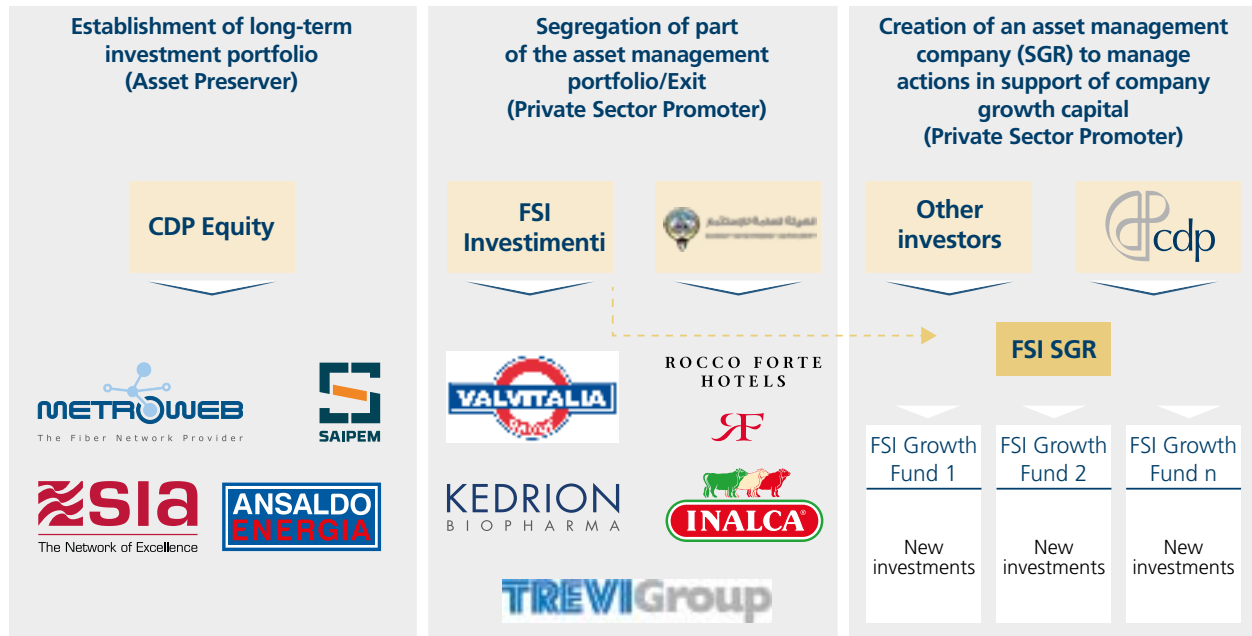 Establishment of long-term
investment portfolio
(Asset Preserver)
CDP Equity
METROWEB
The Fiber Network Provider
SAIPEM
sia
The Network of Excellence
ANSALDO
ENERGIA
Segregation of part
of the asset management
portfolio/Exit
(Private Sector Promoter)
FSI
Investimenti
الهيئة العامة للاستثمار
VALVITALIA
ROCCO FORTE
HOTELS
RF
KEDRION
BIOPHARMA
INALCA®
TREVIGroup
Creation of an asset management
company (SGR) to manage
actions in support of company
growth capital
(Private Sector Promoter)
Other
investors
cdp
FSI SGR
FSI Growth
Fund 1
New
investments
FSI Growth
Fund 2
New
investments
FSI Growth
Fund n
New
investments